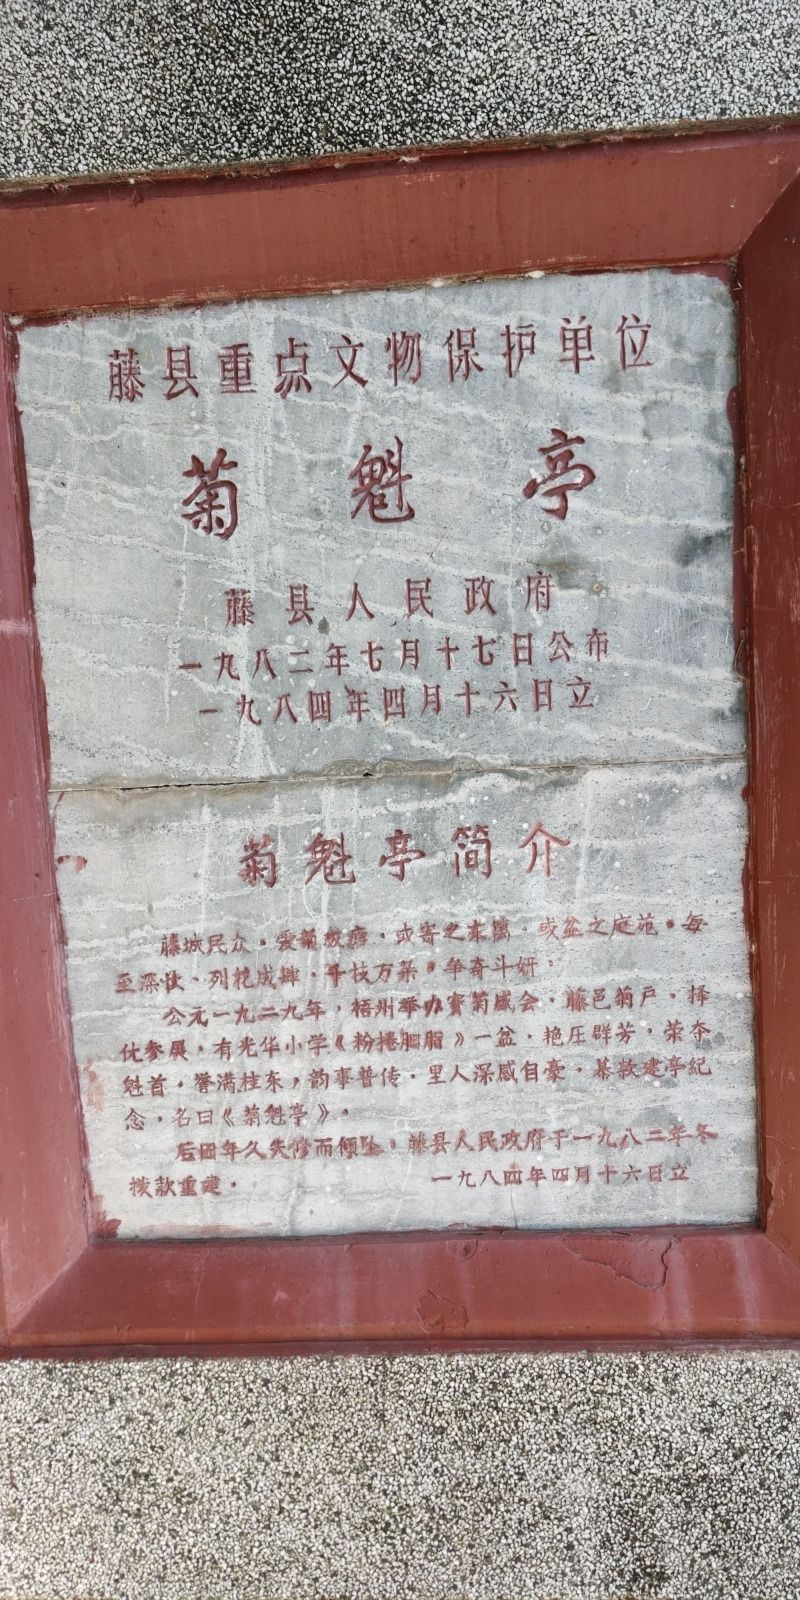 藤县重点文物保护单位
菊魁亭
藤县人民政府
一九八二年七月十七日公布
一九八四年四月十六日立
菊魁亭简介
藤城民众，爱菊成癖，或寄之东篱，或盆之庭苑。每
至深秋，列花成肆，千枝万朵，争奇斗妍。
公元一九二九年，梧州举办赛菊盛会，藤邑菊户，择
优参展，有光华小学《粉捲胭脂》一盆，艳压群芳，荣夺
魁首，誉满桂东，韵事普传，里人深感自豪，募款建亭纪
念，名曰《菊魁亭》。
后因年久失修而倾坠，藤县人民政府于一九八二年冬
拨款重建。 一九八四年四月十六日立